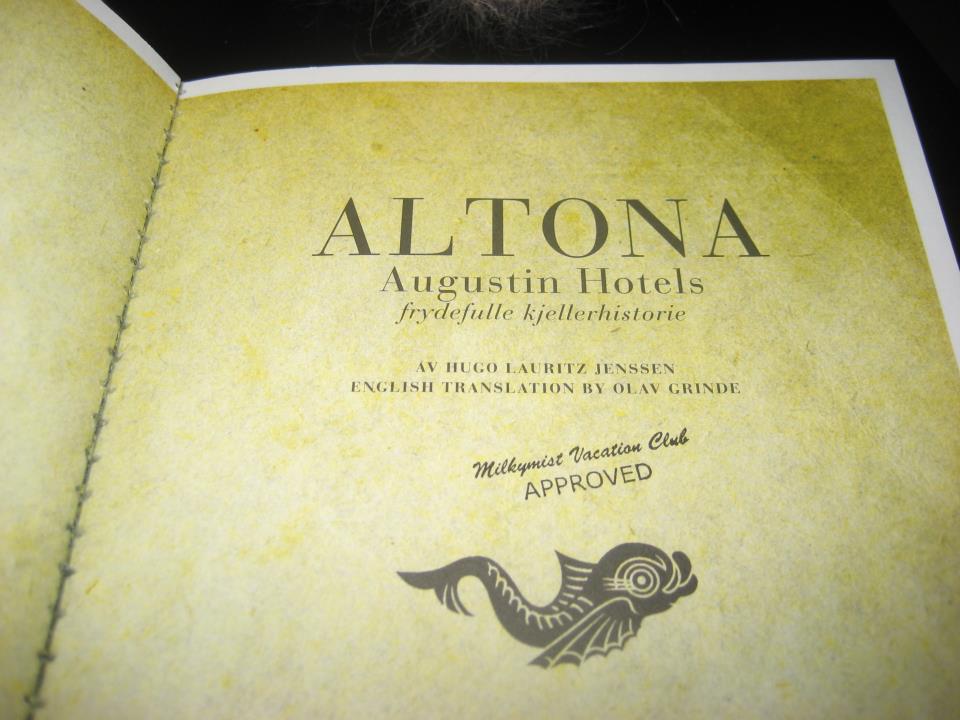 ALTONA
Augustin Hotels
frydefulle kjellerhistorie
AV HUGO LAURITZ JENSSEN
ENGLISH TRANSLATION BY OLAV GRINDE
Milkymist Vacation Club
APPROVED